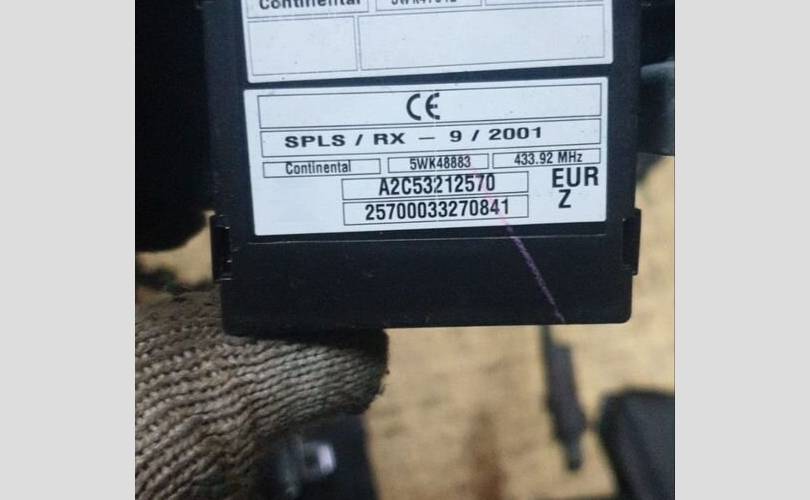 Continental
CE
SPLS / RX – 9 / 2001
Continental 5WK48883 433.92 MHz
A2C53212570 EUR
25700033270841 Z